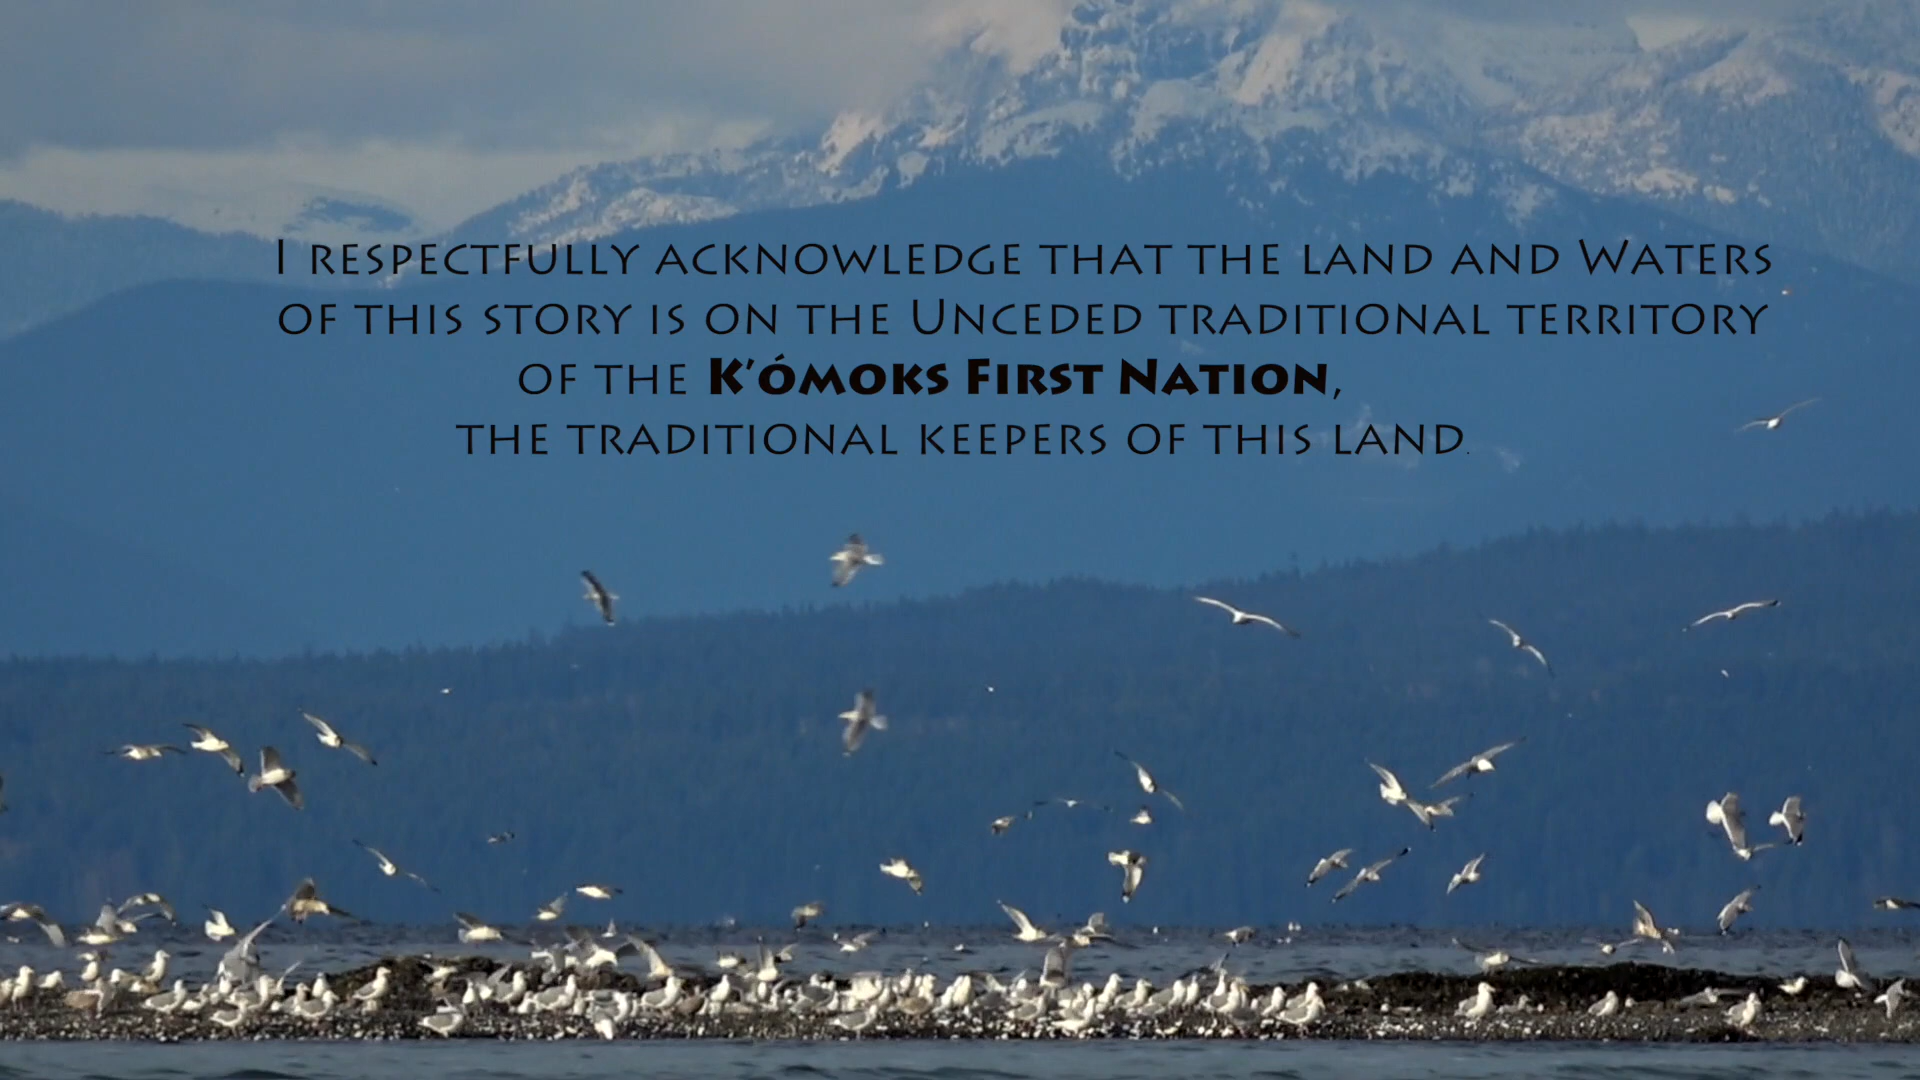 I respectfully acknowledge that the land and Waters
of this story is on the Unceded traditional territory
of the K'ómoks First Nation,
the traditional keepers of this land.